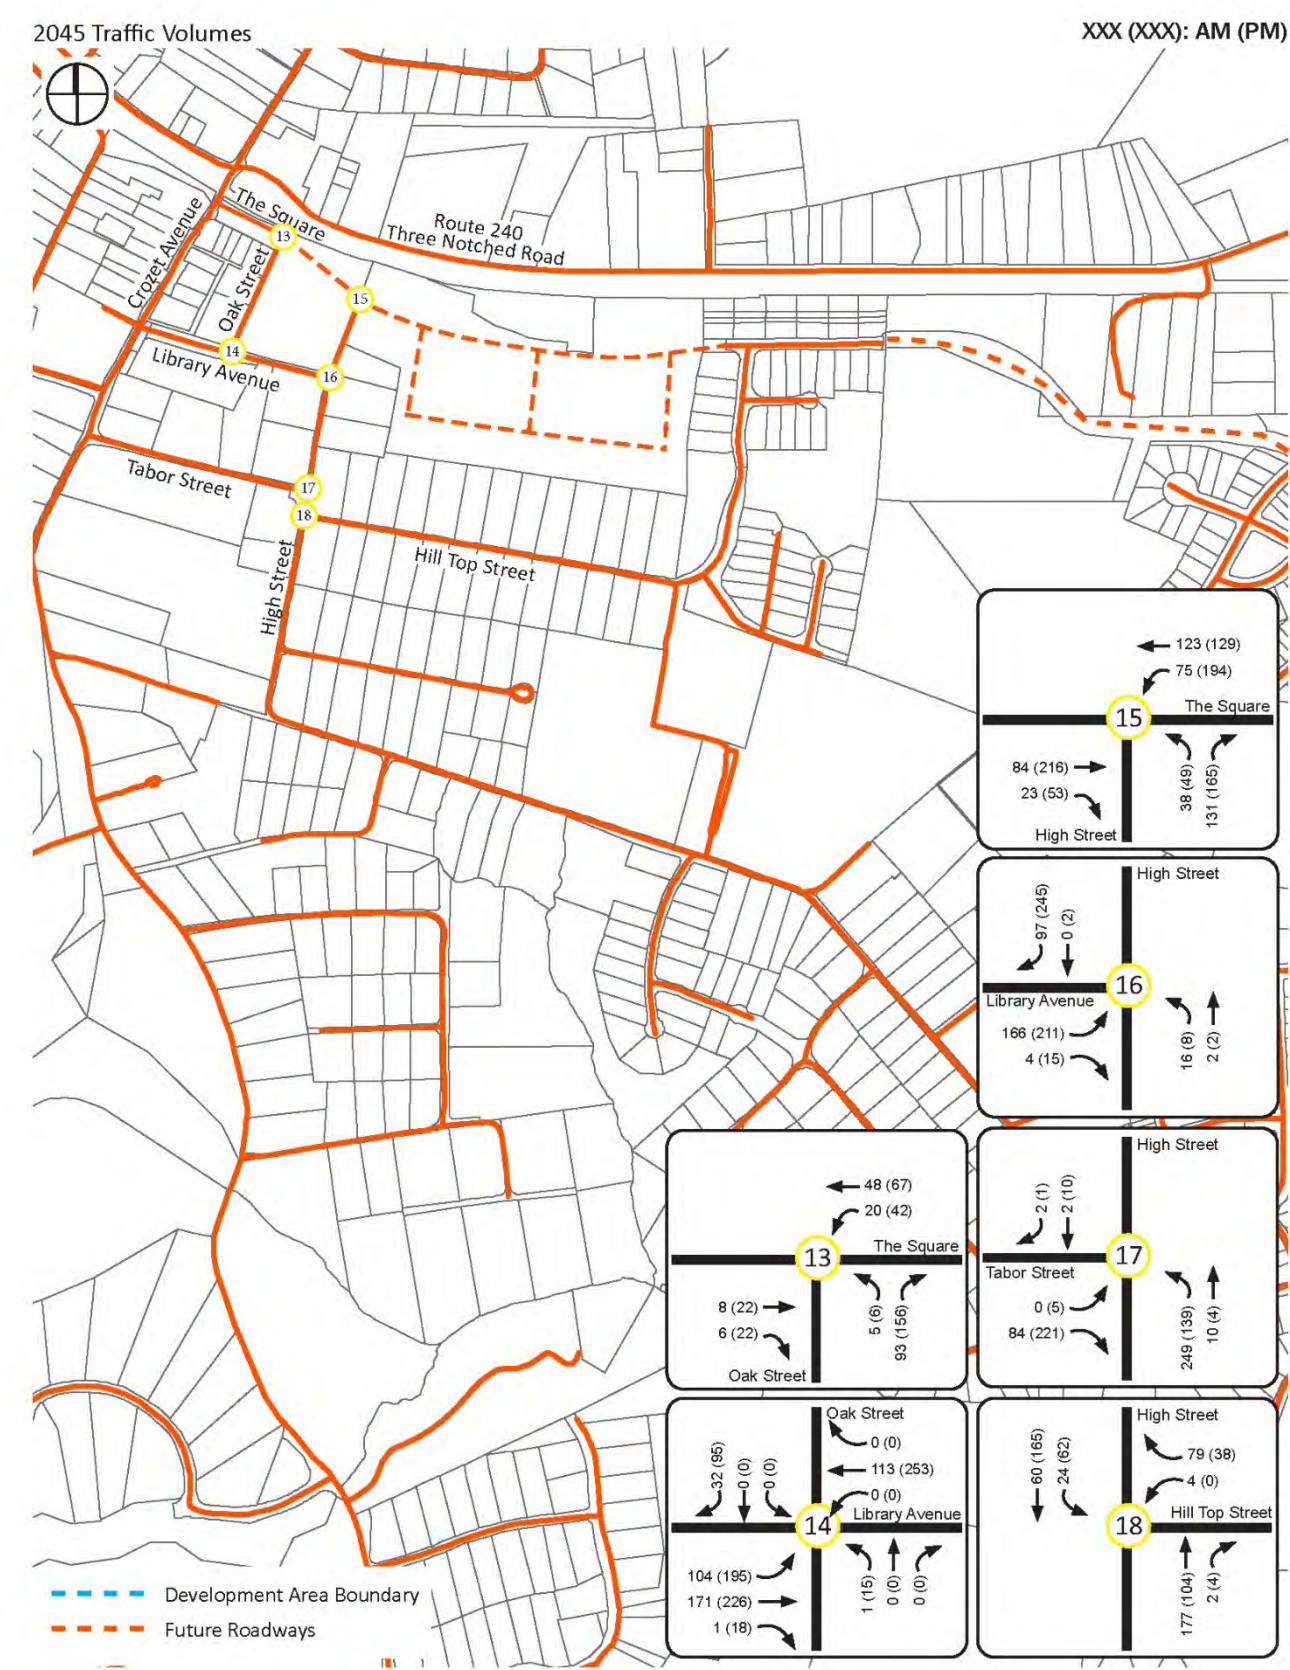 2045 Traffic Volumes
XXX (XXX): AM (PM)
The Square
Route 240
Three Notched Road
Crozet Avenue
Oak Street
13
15
14
Library Avenue
16
Tabor Street
17
18
Hill Top Street
High Street
123 (129)
75 (194)
The Square
15
84 (216)
23 (53)
38 (49)
131 (165)
High Street
High Street
97 (245)
0 (2)
16
Library Avenue
166 (211)
4 (15)
16 (8)
2 (2)
48 (67)
20 (42)
The Square
13
8 (22)
6 (22)
5 (6)
93 (156)
Oak Street
High Street
2 (1)
2 (10)
17
Tabor Street
0 (5)
84 (221)
249 (139)
10 (4)
Oak Street
0 (0)
113 (253)
0 (0)
32 (95)
0 (0)
0 (0)
Library Avenue
14
104 (195)
171 (226)
1 (18)
1 (15)
0 (0)
0 (0)
High Street
79 (38)
4 (0)
60 (165)
24 (62)
Hill Top Street
18
177 (104)
2 (4)
Development Area Boundary
Future Roadways